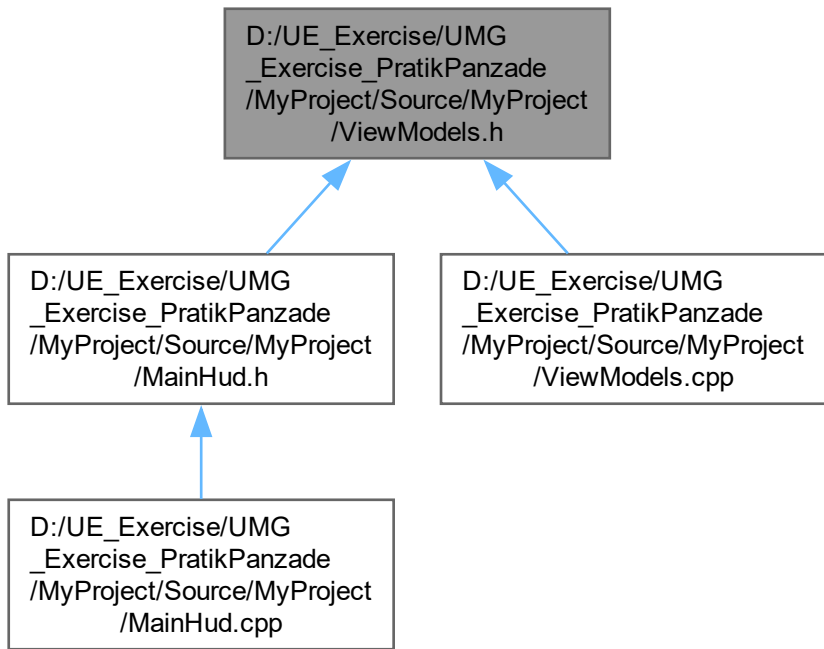 D:/UE_Exercise/UMG
_Exercise_PratikPanzade
/MyProject/Source/MyProject
/ViewModels.h
D:/UE_Exercise/UMG
_Exercise_PratikPanzade
/MyProject/Source/MyProject
/MainHud.h
D:/UE_Exercise/UMG
_Exercise_PratikPanzade
/MyProject/Source/MyProject
/ViewModels.cpp
D:/UE_Exercise/UMG
_Exercise_PratikPanzade
/MyProject/Source/MyProject
/MainHud.cpp